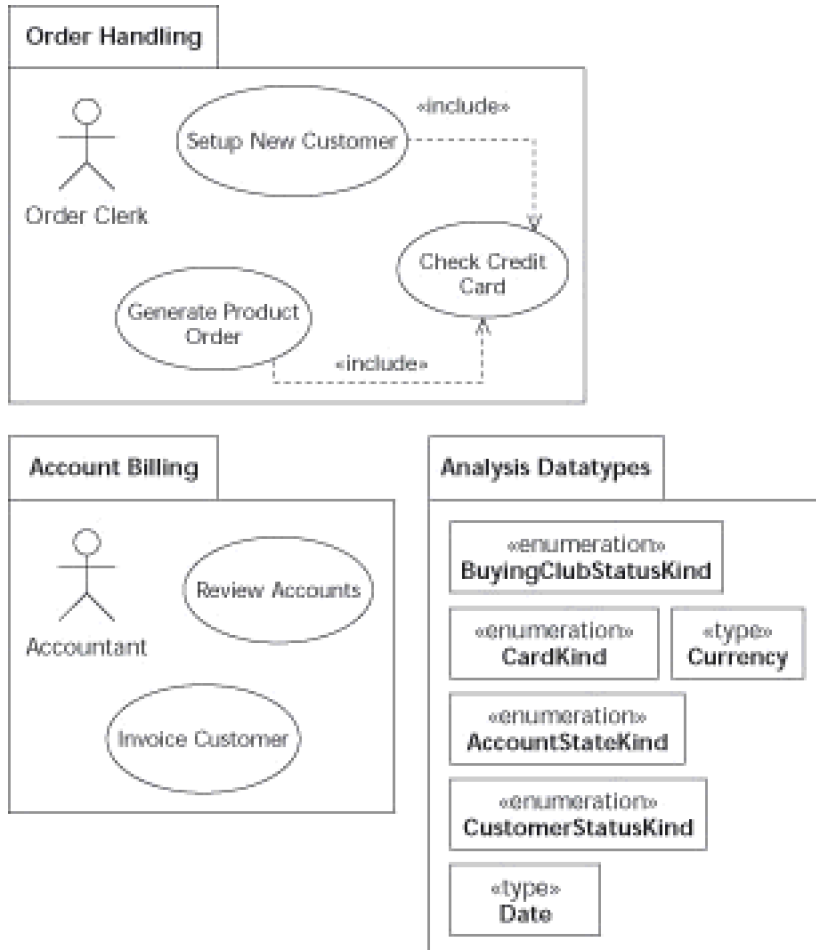 Order Handling
«include»
Setup New Customer
Order Clerk
Check Credit
Card
Generate Product
Order
«include»
Account Billing
Review Accounts
Accountant
Invoice Customer
Analysis Datatypes
«enumeration»
BuyingClubStatusKind
«enumeration»
CardKind
«type»
Currency
«enumeration»
AccountStateKind
«enumeration»
CustomerStatusKind
«type»
Date